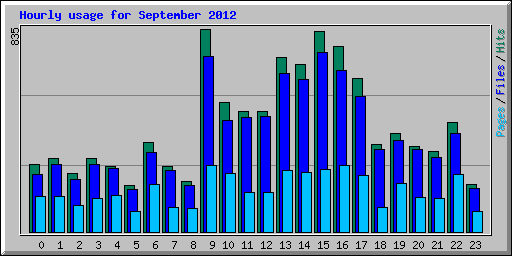 Hourly usage for September 2012
835
Pages / Files / Hits
0 1 2 3 4 5 6 7 8 9 10 11 12 13 14 15 16 17 18 19 20 21 22 23